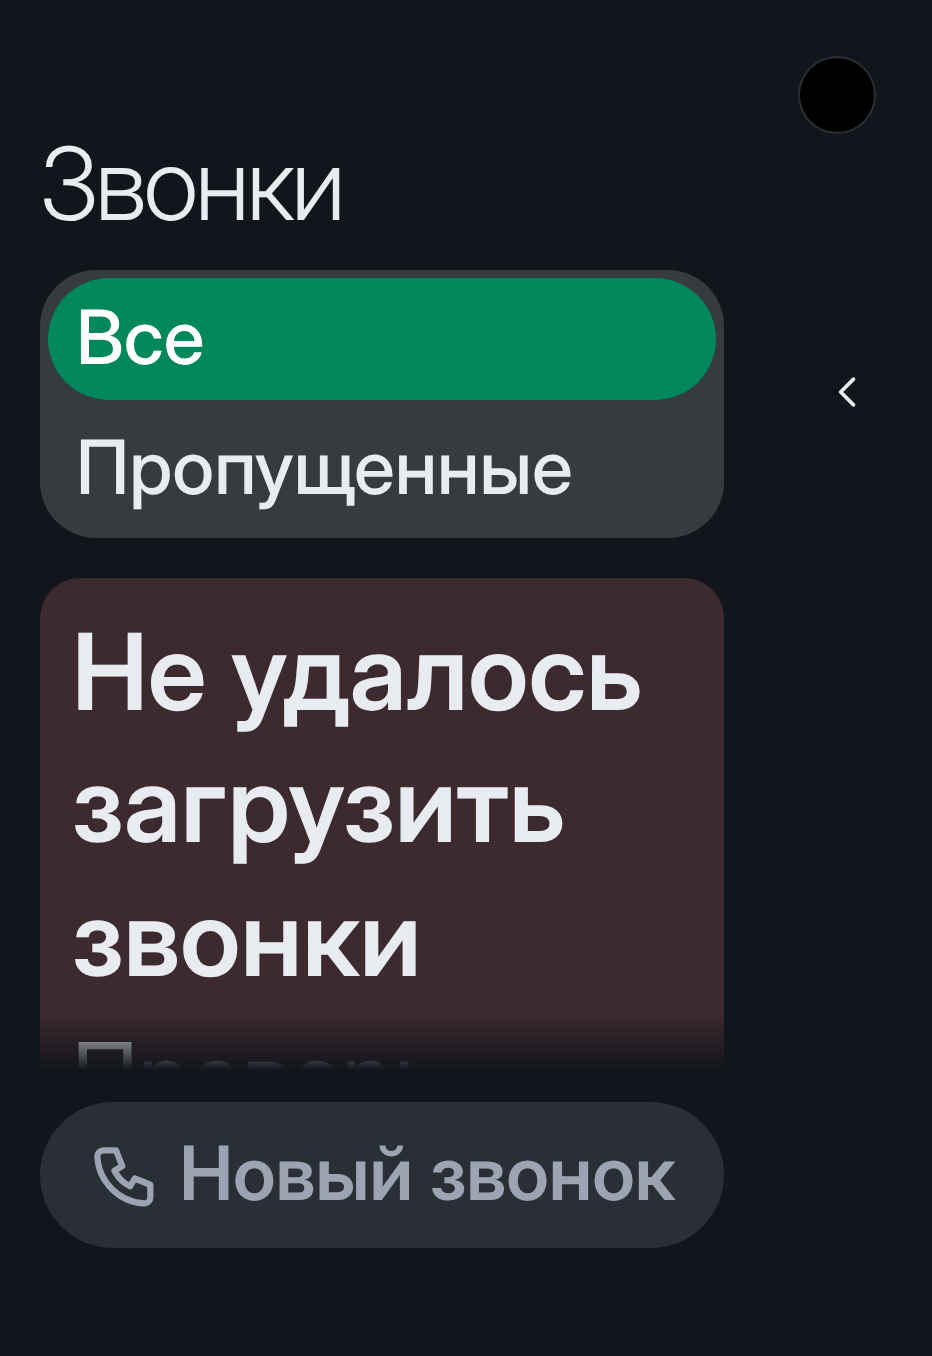 Звонки
Все
Пропущенные
Не удалось
загрузить
звонки
Новый звонок